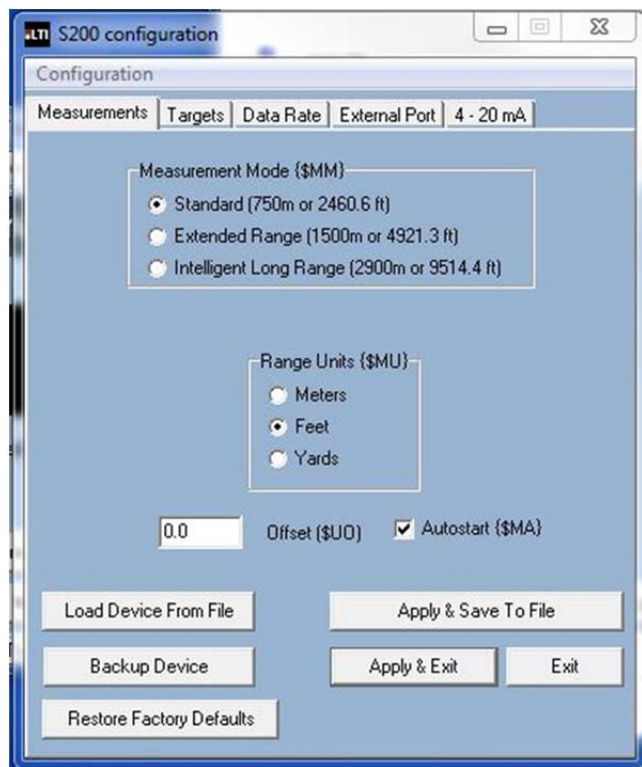 LTI S200 configuration
Configuration
Measurements Targets Data Rate External Port 4 - 20 mA
Measurement Mode {$MM}
Standard (750m or 2460.6 ft)
Extended Range (1500m or 4921.3 ft)
Intelligent Long Range (2900m or 9514.4 ft)
Range Units {$MU}
Meters
Feet
Yards
0.0 Offset {$UO} Autostart {$MA}
Load Device From File Apply & Save To File
Backup Device Apply & Exit Exit
Restore Factory Defaults